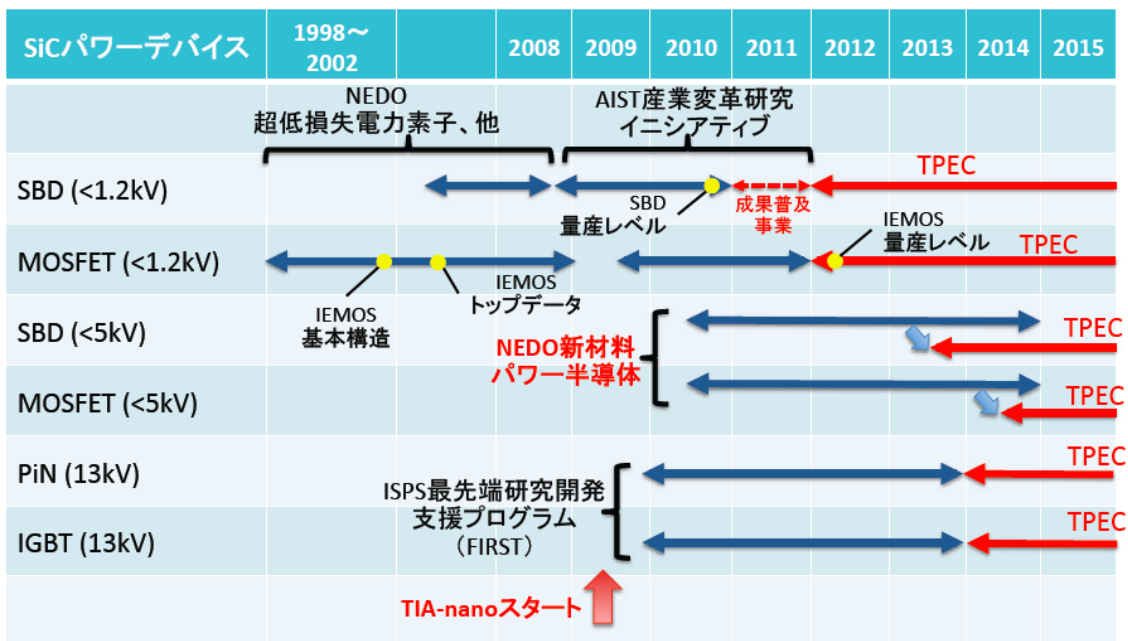 SiCパワーデバイス
1998～
2002
2008
2009
2010
2011
2012
2013
2014
2015
NEDO
超低損失電力素子、他
AIST産業変革研究
イニシアティブ
SBD (<1.2kV)
SBD
量産レベル
成果普及
事業
TPEC
MOSFET (<1.2kV)
IEMOS
基本構造
IEMOS
トップデータ
IEMOS
量産レベル
TPEC
SBD (<5kV)
NEDO新材料
パワー半導体
TPEC
MOSFET (<5kV)
TPEC
PiN (13kV)
ISPS最先端研究開発
支援プログラム
（FIRST）
TPEC
IGBT (13kV)
TPEC
TIA-nanoスタート